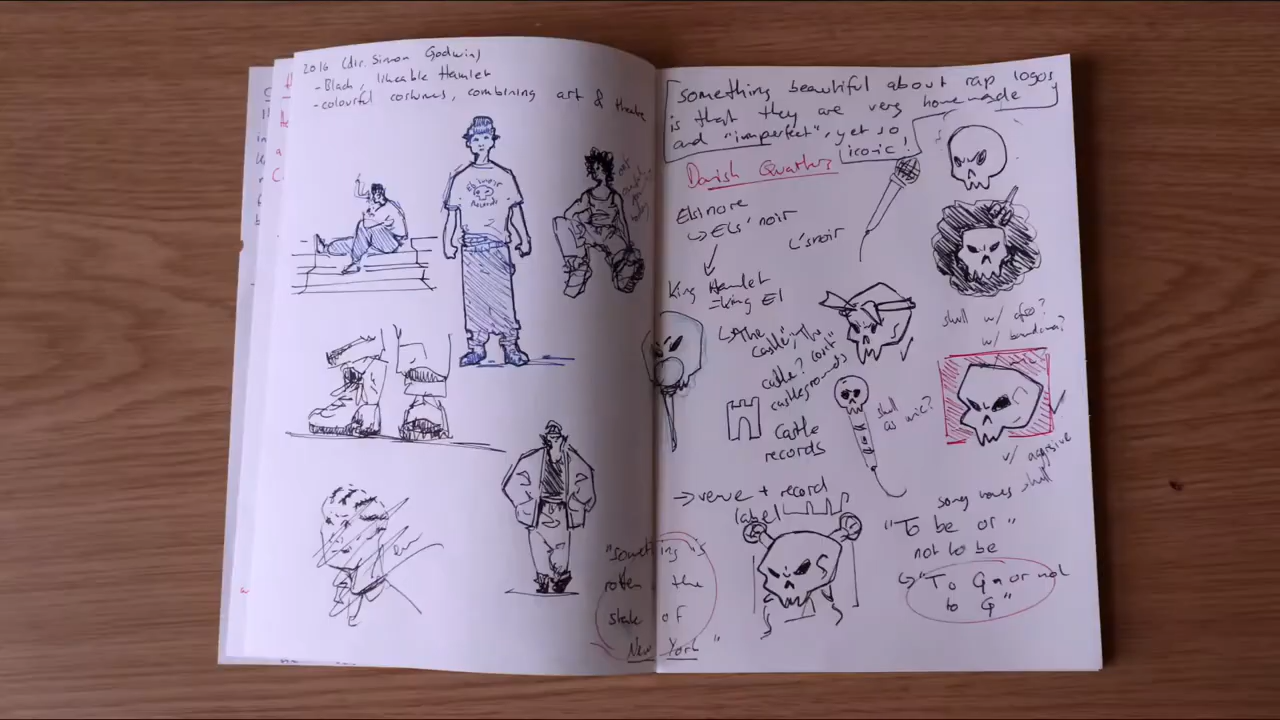 2016 (dir. Simon Godwin)
- Black, likeable Hamlet
- colourful costumes, combining art & theatre
Elsinore
Records
"something is
rotten in the
state of
New York"
Something beautiful about rap logos
is that they are very homemade
and "imperfect", yet so
iconic!
Danish Quarters
Elsinore
↳ Els'noir
L'snoir
King Hamlet
= King El
↳ The
Castle, "The
castle? Court
castlegrounds
Castle
records
→ venue + record
label
skull w/ afro?
w/ bandana?
skull
as mic?
w/ aggressive
skull
song names
"To be or"
not to be
↳ "To G or not
to G"